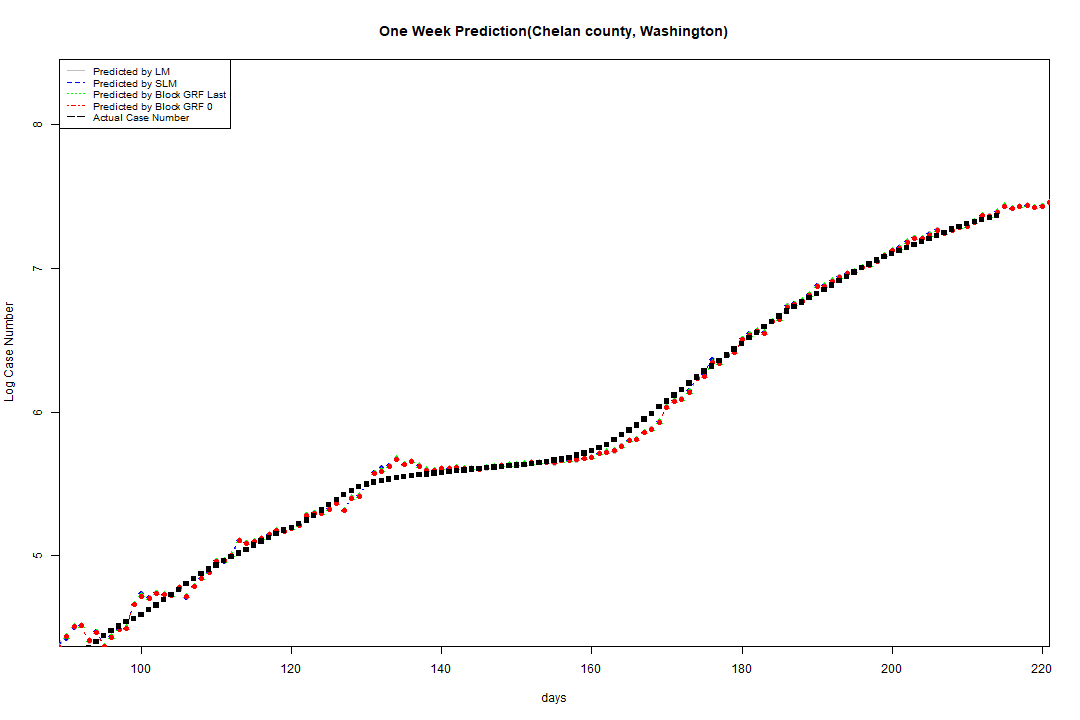 One Week Prediction(Chelan county, Washington)
Predicted by LM
Predicted by SLM
Predicted by Block GRF Last
Predicted by Block GRF 0
Actual Case Number
8
7
6
5
Log Case Number
100 120 140 160 180 200 220
days